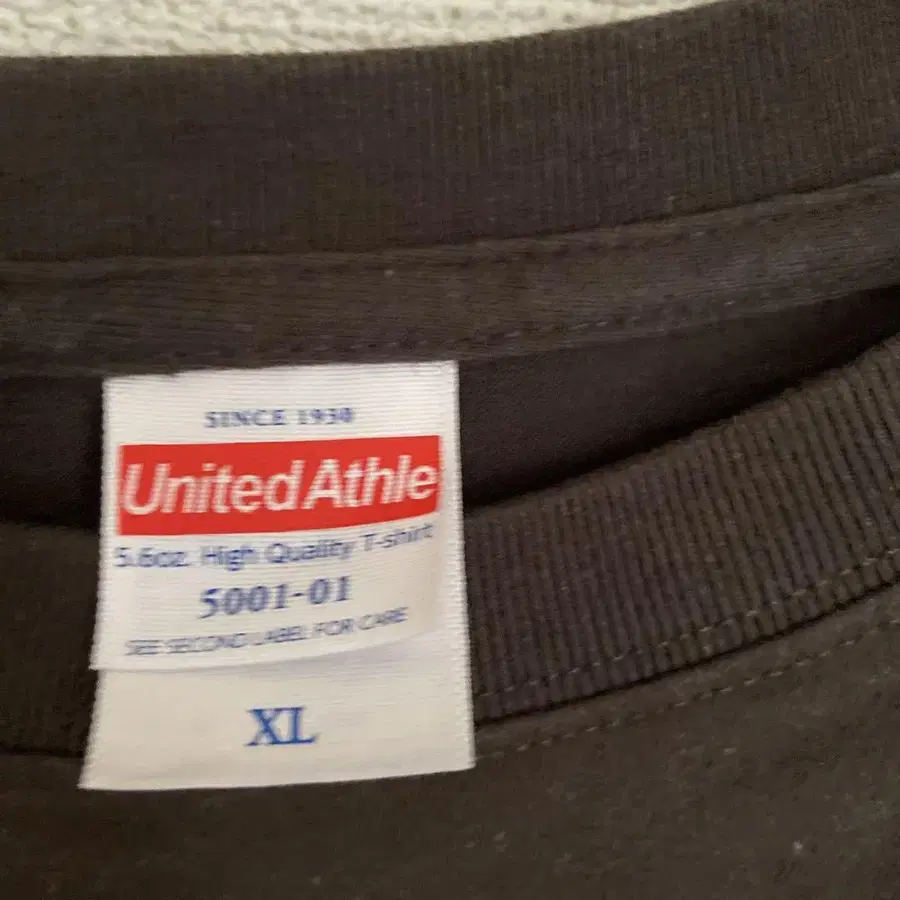 SINCE 1930
United Athle
5.6oz. High Quality T-shirt
5001-01
SEE SECOND LABEL FOR CARE
XL